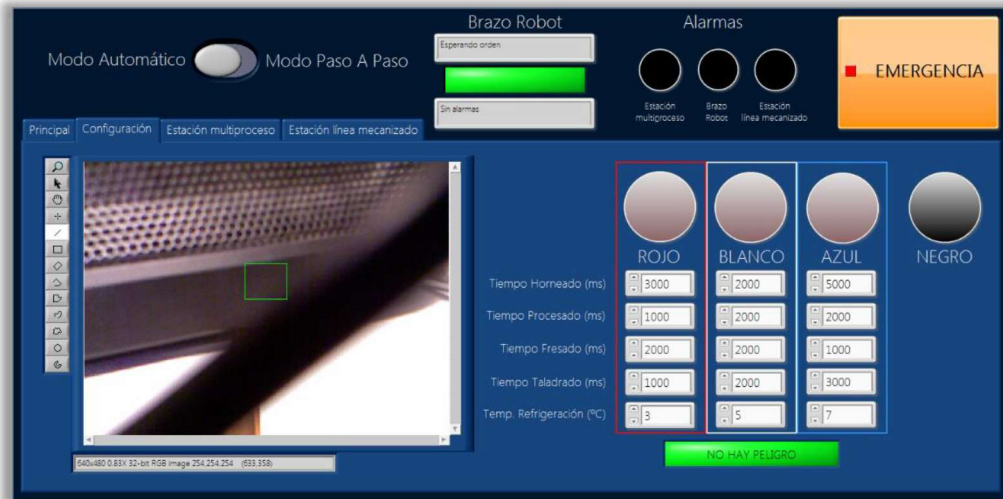 Brazo Robot
Alarmas
Modo Automático
Modo Paso A Paso
Esperando orden
Sin alarmas
Estación multiproceso
Brazo Robot
Estación línea mecanizado
EMERGENCIA
Principal
Configuración
Estación multiproceso
Estación línea mecanizado
ROJO
BLANCO
AZUL
NEGRO
Tiempo Horneado (ms) 3000 2000 5000
Tiempo Procesado (ms) 1000 2000 2000
Tiempo Fresado (ms) 2000 2000 1000
Tiempo Taladrado (ms) 1000 2000 3000
Temp. Refrigeración (ºC) 3 5 7
NO HAY PELIGRO
640x480 0.83X 32-bit RGB image 254,254,254 (633,358)